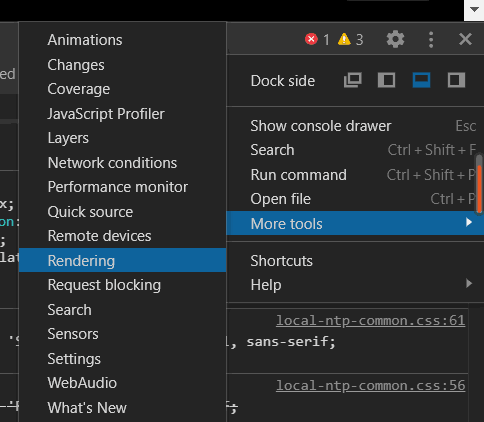 Animations
Changes
Coverage
JavaScript Profiler
Layers
Network conditions
Performance monitor
Quick source
Remote devices
Rendering
Request blocking
Search
Sensors
Settings
WebAudio
What's New
1 3
Dock side
Show console drawer Esc
Search Ctrl + Shift + F
Run command Ctrl + Shift + P
Open file Ctrl + P
More tools
Shortcuts
Help
ed
x;
on:
;
lat
local-ntp-common.css:61
, sans-serif;
local-ntp-common.css:56